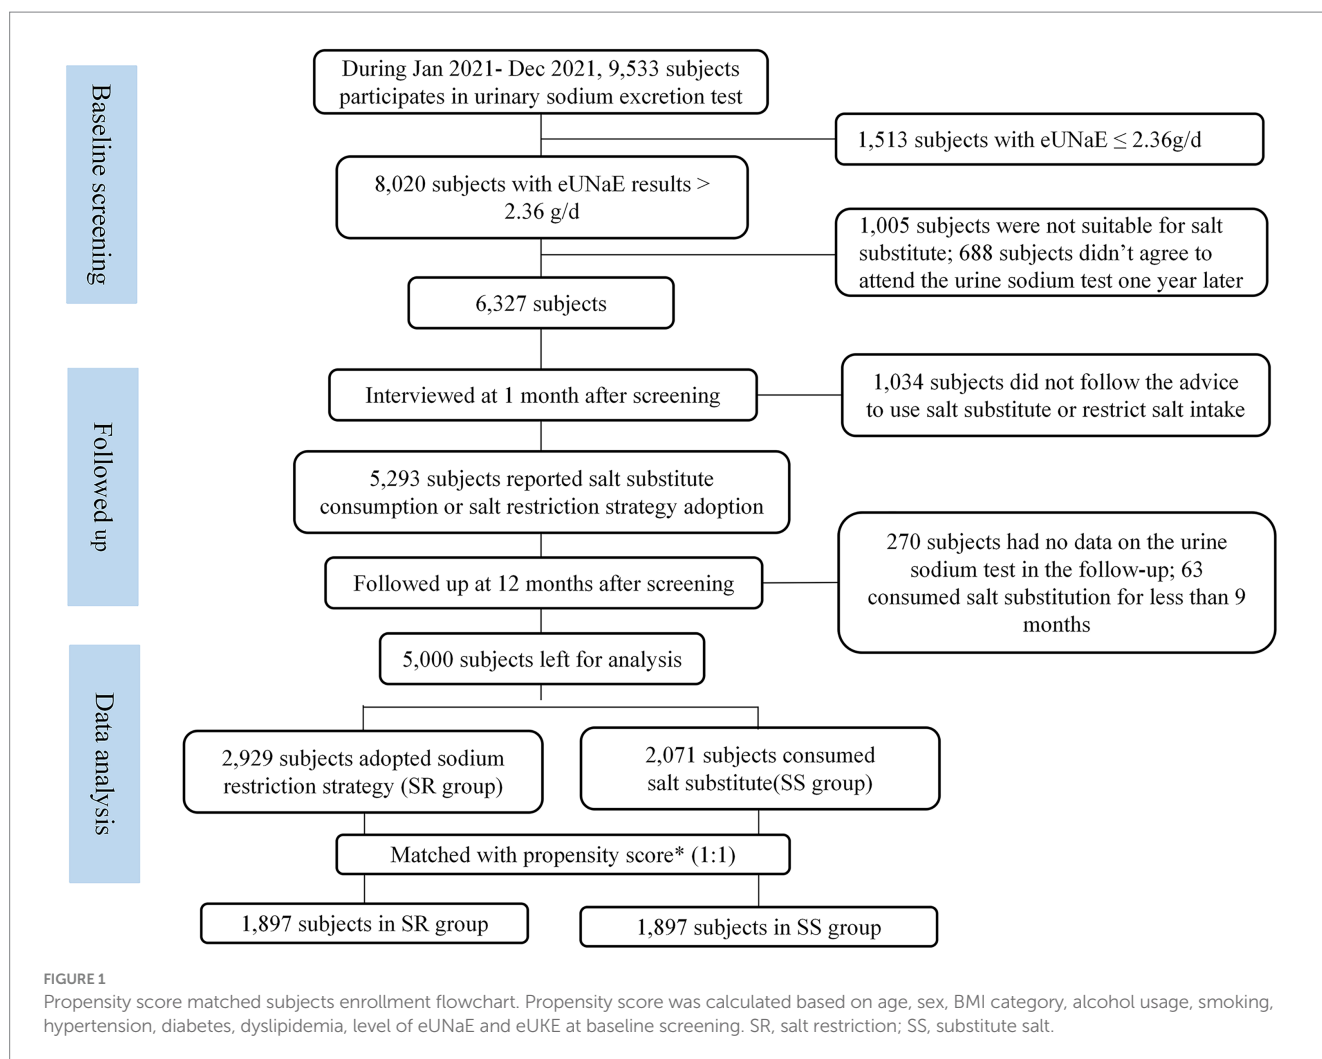 Baseline screening
During Jan 2021- Dec 2021, 9,533 subjects
participates in urinary sodium excretion test
1,513 subjects with eUNaE ≤ 2.36g/d
8,020 subjects with eUNaE results >
2.36 g/d
1,005 subjects were not suitable for salt
substitute; 688 subjects didn’t agree to
attend the urine sodium test one year later
6,327 subjects
Followed up
Interviewed at 1 month after screening
1,034 subjects did not follow the advice
to use salt substitute or restrict salt intake
5,293 subjects reported salt substitute
consumption or salt restriction strategy adoption
270 subjects had no data on the urine
sodium test in the follow-up; 63
consumed salt substitution for less than 9
months
Followed up at 12 months after screening
Data analysis
5,000 subjects left for analysis
2,929 subjects adopted sodium
restriction strategy (SR group)
2,071 subjects consumed
salt substitute(SS group)
Matched with propensity score* (1:1)
1,897 subjects in SR group
1,897 subjects in SS group
FIGURE 1
Propensity score matched subjects enrollment flowchart. Propensity score was calculated based on age, sex, BMI category, alcohol usage, smoking,
hypertension, diabetes, dyslipidemia, level of eUNaE and eUKE at baseline screening. SR, salt restriction; SS, substitute salt.